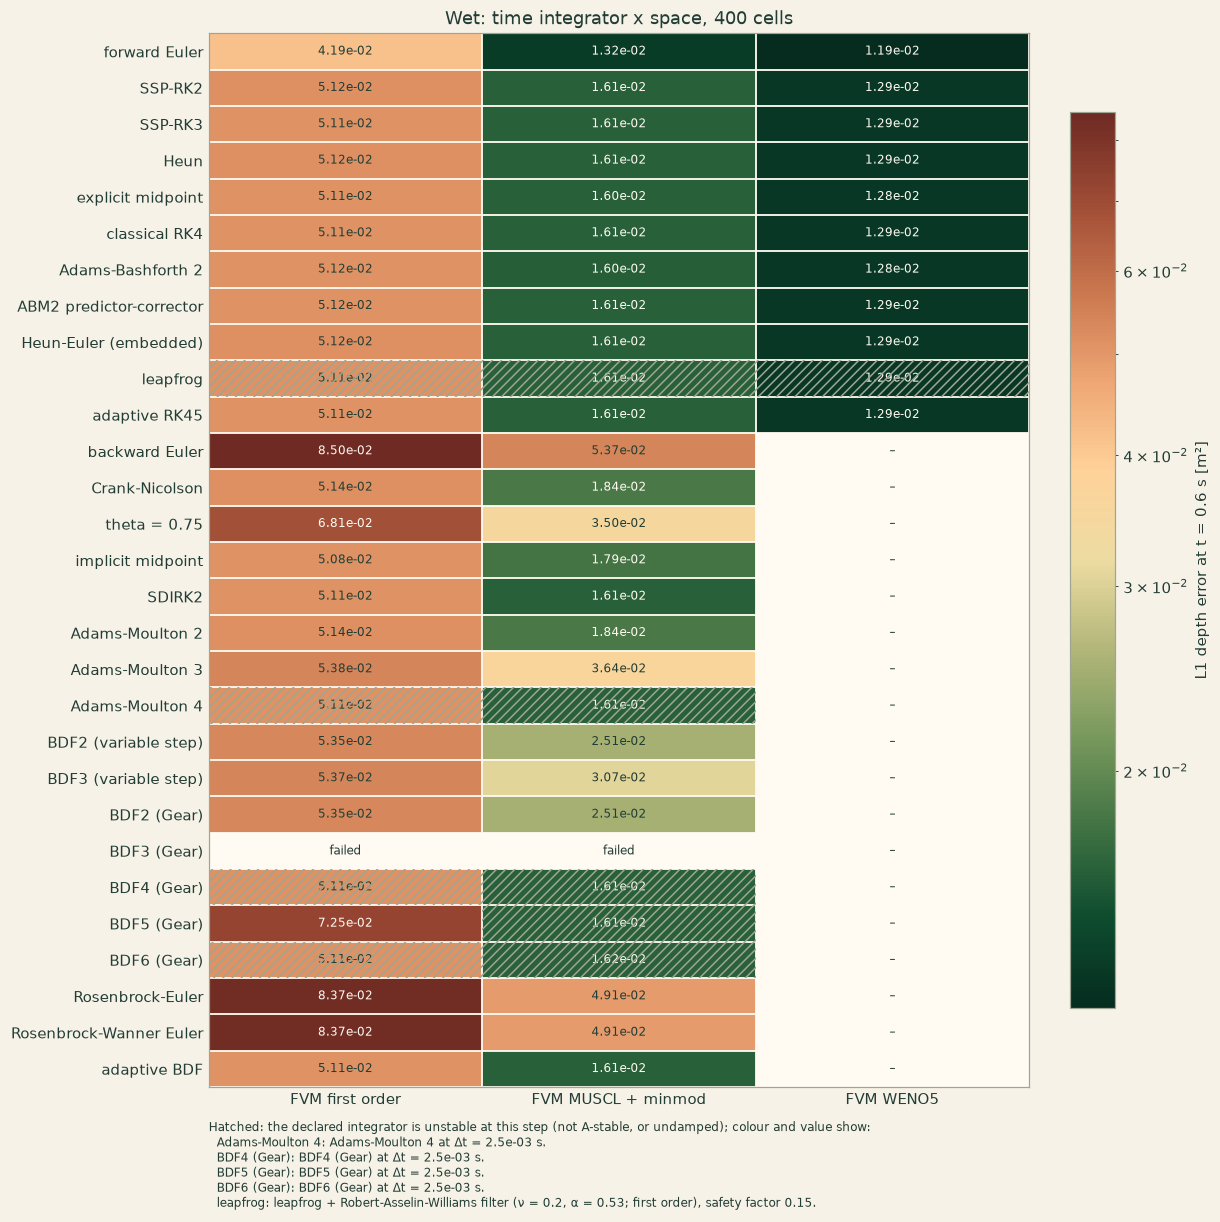 Wet: time integrator x space, 400 cells
forward Euler 4.19e-02 1.32e-02 1.19e-02
SSP-RK2 5.12e-02 1.61e-02 1.29e-02
SSP-RK3 5.11e-02 1.61e-02 1.29e-02
Heun 5.12e-02 1.61e-02 1.29e-02
explicit midpoint 5.11e-02 1.60e-02 1.28e-02
classical RK4 5.11e-02 1.61e-02 1.29e-02
Adams-Bashforth 2 5.12e-02 1.60e-02 1.28e-02
ABM2 predictor-corrector 5.12e-02 1.61e-02 1.29e-02
Heun-Euler (embedded) 5.12e-02 1.61e-02 1.29e-02
leapfrog 5.11e-02 1.61e-02 1.29e-02
adaptive RK45 5.11e-02 1.61e-02 1.29e-02
backward Euler 8.50e-02 5.37e-02 –
Crank-Nicolson 5.14e-02 1.84e-02 –
theta = 0.75 6.81e-02 3.50e-02 –
implicit midpoint 5.08e-02 1.79e-02 –
SDIRK2 5.11e-02 1.61e-02 –
Adams-Moulton 2 5.14e-02 1.84e-02 –
Adams-Moulton 3 5.38e-02 3.64e-02 –
Adams-Moulton 4 5.11e-02 1.61e-02 –
BDF2 (variable step) 5.35e-02 2.51e-02 –
BDF3 (variable step) 5.37e-02 3.07e-02 –
BDF2 (Gear) 5.35e-02 2.51e-02 –
BDF3 (Gear) failed failed –
BDF4 (Gear) 5.11e-02 1.61e-02 –
BDF5 (Gear) 7.25e-02 1.61e-02 –
BDF6 (Gear) 5.11e-02 1.62e-02 –
Rosenbrock-Euler 8.37e-02 4.91e-02 –
Rosenbrock-Wanner Euler 8.37e-02 4.91e-02 –
adaptive BDF 5.11e-02 1.61e-02 –
FVM first order FVM MUSCL + minmod FVM WENO5
6 × 10⁻²
4 × 10⁻²
3 × 10⁻²
2 × 10⁻²
L1 depth error at t = 0.6 s [m²]
Hatched: the declared integrator is unstable at this step (not A-stable, or undamped); colour and value show:
Adams-Moulton 4: Adams-Moulton 4 at Δt = 2.5e-03 s.
BDF4 (Gear): BDF4 (Gear) at Δt = 2.5e-03 s.
BDF5 (Gear): BDF5 (Gear) at Δt = 2.5e-03 s.
BDF6 (Gear): BDF6 (Gear) at Δt = 2.5e-03 s.
leapfrog: leapfrog + Robert-Asselin-Williams filter (ν = 0.2, α = 0.53; first order), safety factor 0.15.